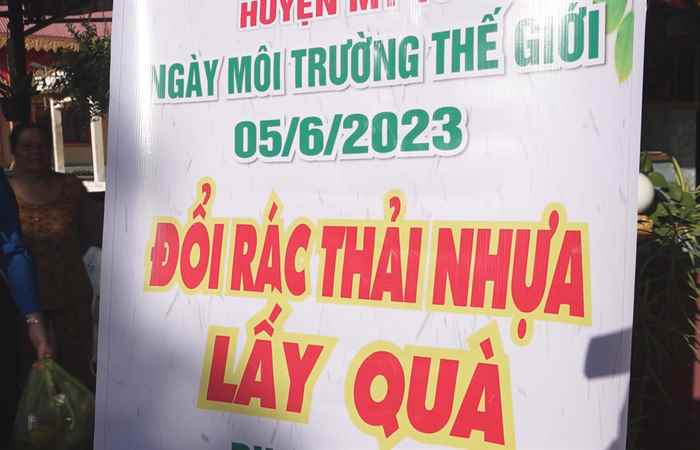 HUYỆN
NGÀY MÔI TRƯỜNG THẾ GIỚI
05/6/2023
ĐỔI RÁC THẢI NHỰA
LẤY QUÀ